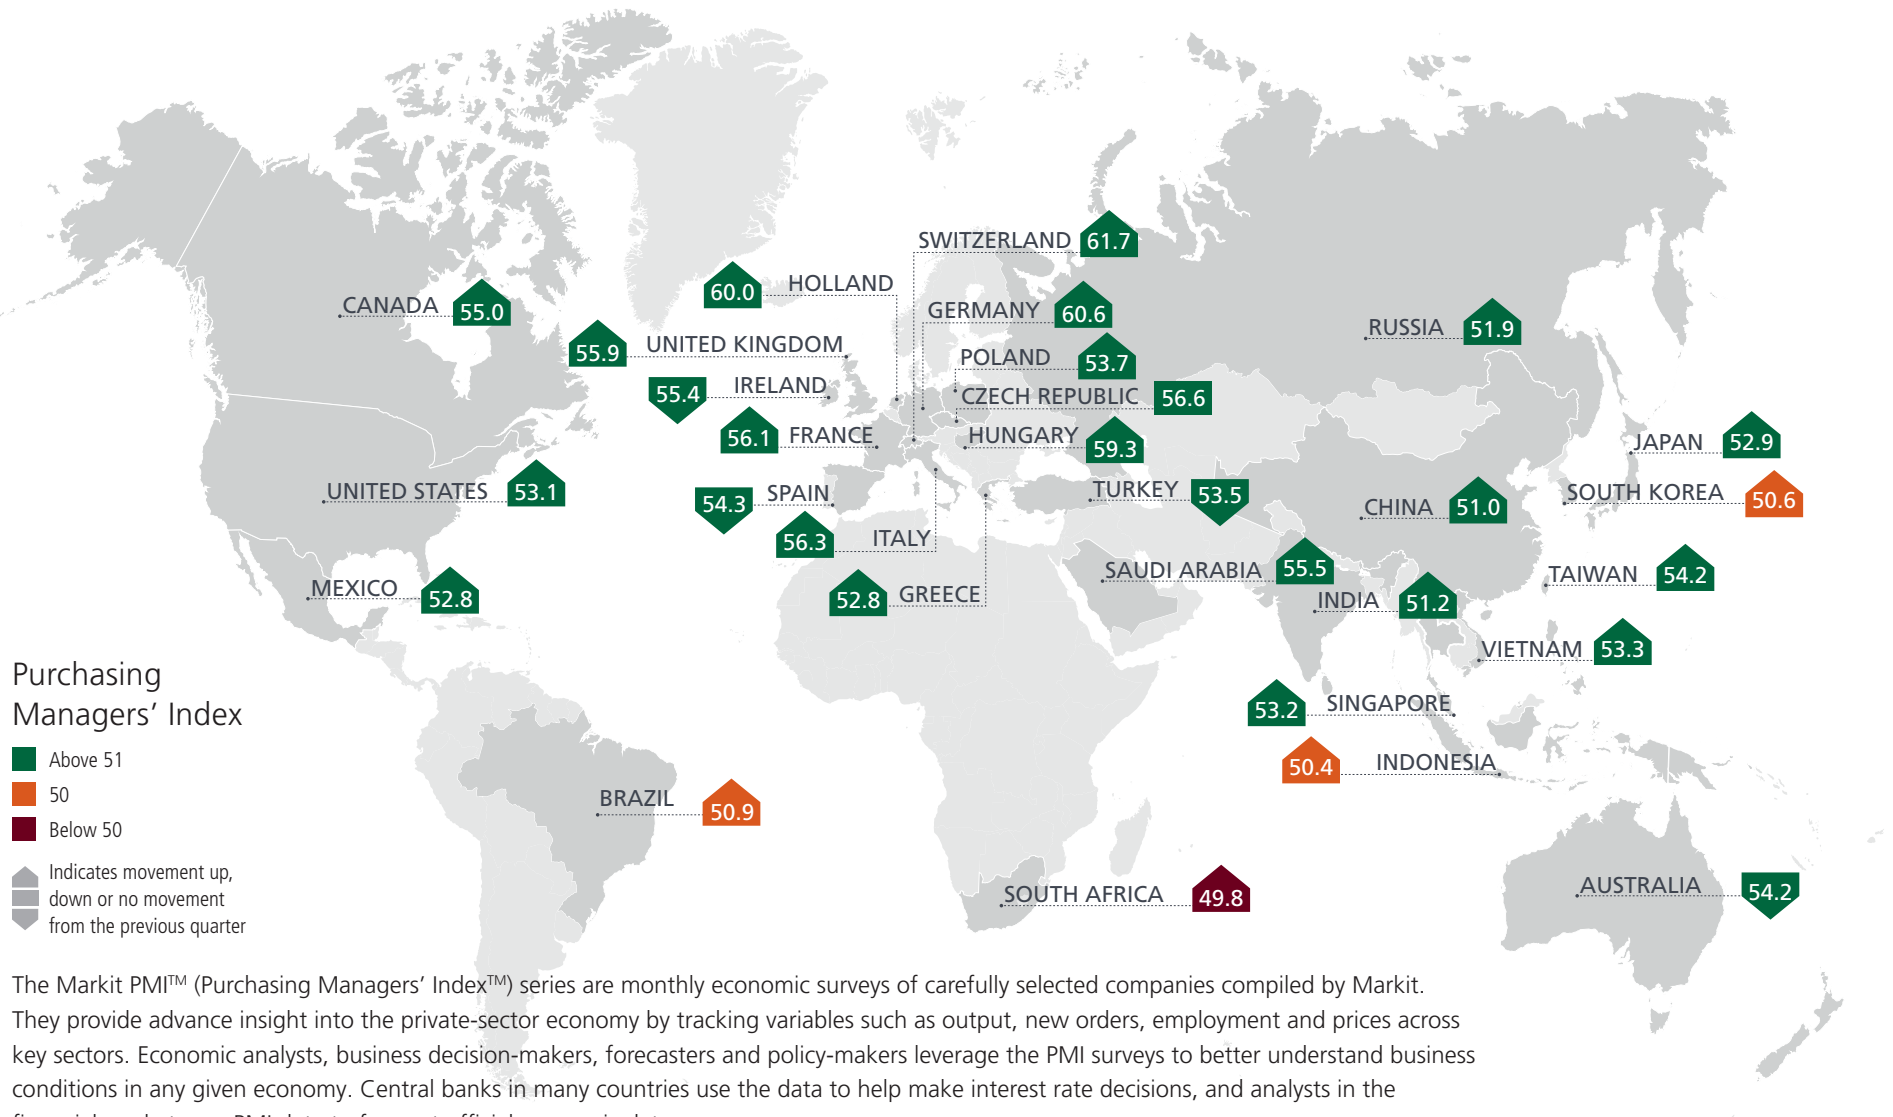 SWITZERLAND 61.7
HOLLAND 60.0
GERMANY 60.6
CANADA 55.0
RUSSIA 51.9
UNITED KINGDOM 55.9
POLAND 53.7
IRELAND 55.4
CZECH REPUBLIC 56.6
FRANCE 56.1
HUNGARY 59.3
JAPAN 52.9
UNITED STATES 53.1
SPAIN 54.3
TURKEY 53.5
CHINA 51.0
SOUTH KOREA 50.6
ITALY 56.3
SAUDI ARABIA 55.5
TAIWAN 54.2
MEXICO 52.8
GREECE 52.8
INDIA 51.2
VIETNAM 53.3
SINGAPORE 53.2
INDONESIA 50.4
BRAZIL 50.9
SOUTH AFRICA 49.8
AUSTRALIA 54.2
Purchasing
Managers’ Index
Above 51
50
Below 50
Indicates movement up,
down or no movement
from the previous quarter
The Markit PMI™ (Purchasing Managers’ Index™) series are monthly economic surveys of carefully selected companies compiled by Markit.
They provide advance insight into the private-sector economy by tracking variables such as output, new orders, employment and prices across
key sectors. Economic analysts, business decision-makers, forecasters and policy-makers leverage the PMI surveys to better understand business
conditions in any given economy. Central banks in many countries use the data to help make interest rate decisions, and analysts in the